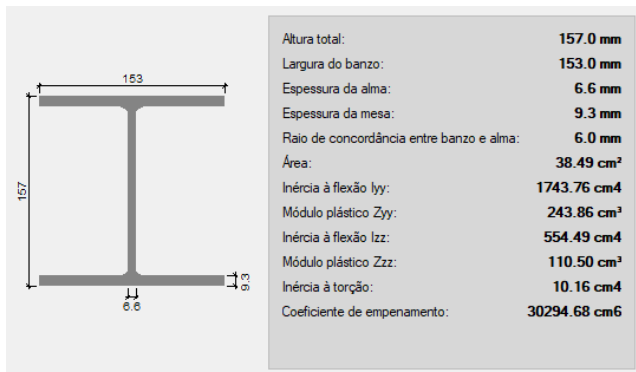 153
157
9.3
6.6
Altura total: 157.0 mm
Largura do banzo: 153.0 mm
Espessura da alma: 6.6 mm
Espessura da mesa: 9.3 mm
Raio de concordância entre banzo e alma: 6.0 mm
Área: 38.49 cm²
Inércia à flexão Iyy: 1743.76 cm4
Módulo plástico Zyy: 243.86 cm³
Inércia à flexão Izz: 554.49 cm4
Módulo plástico Zzz: 110.50 cm³
Inércia à torção: 10.16 cm4
Coeficiente de empenamento: 30294.68 cm6